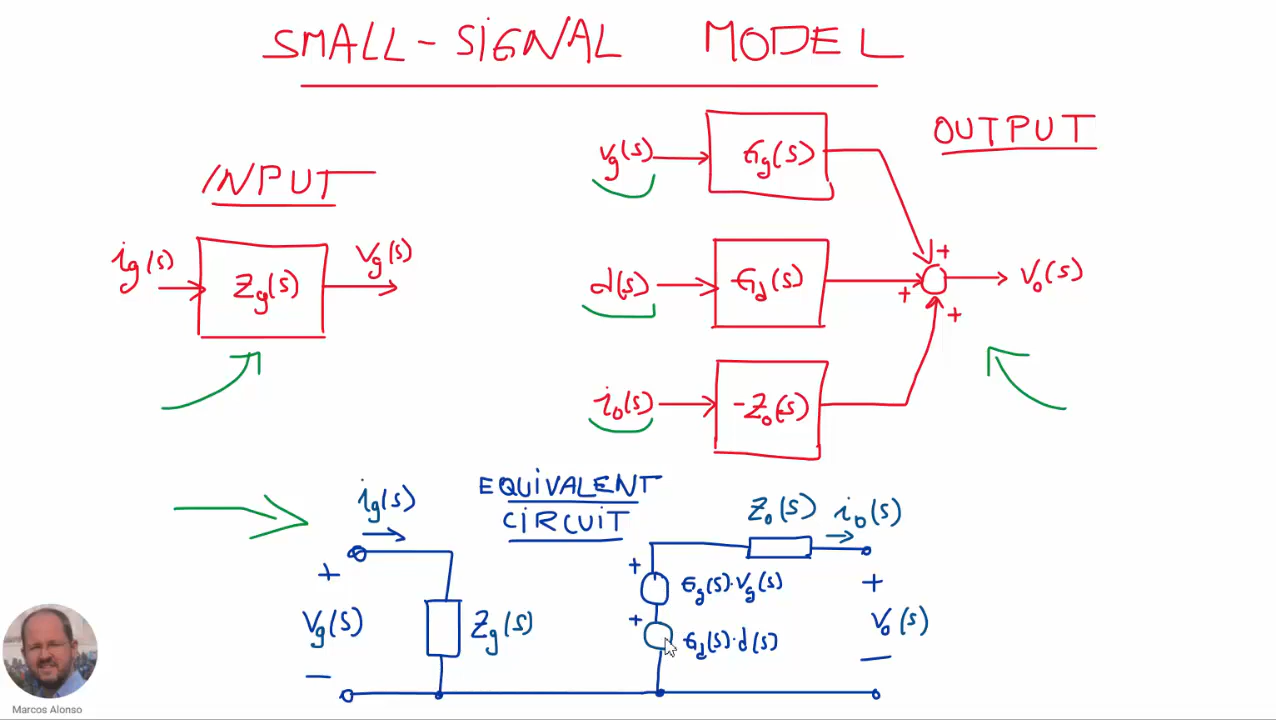 SMALL-SIGNAL MODEL
INPUT
ig(s)
Zg(s)
vg(s)
OUTPUT
vg(s)
Gg(s)
+
d(s)
Gd(s)
+
vo(s)
io(s)
-Zo(s)
+
EQUIVALENT
CIRCUIT
ig(s)
+
Vg(s)
−
Zg(s)
+
Gg(s)·Vg(s)
+
Gd(s)·d(s)
Zo(s)
io(s)
+
Vo(s)
−
Marcos Alonso